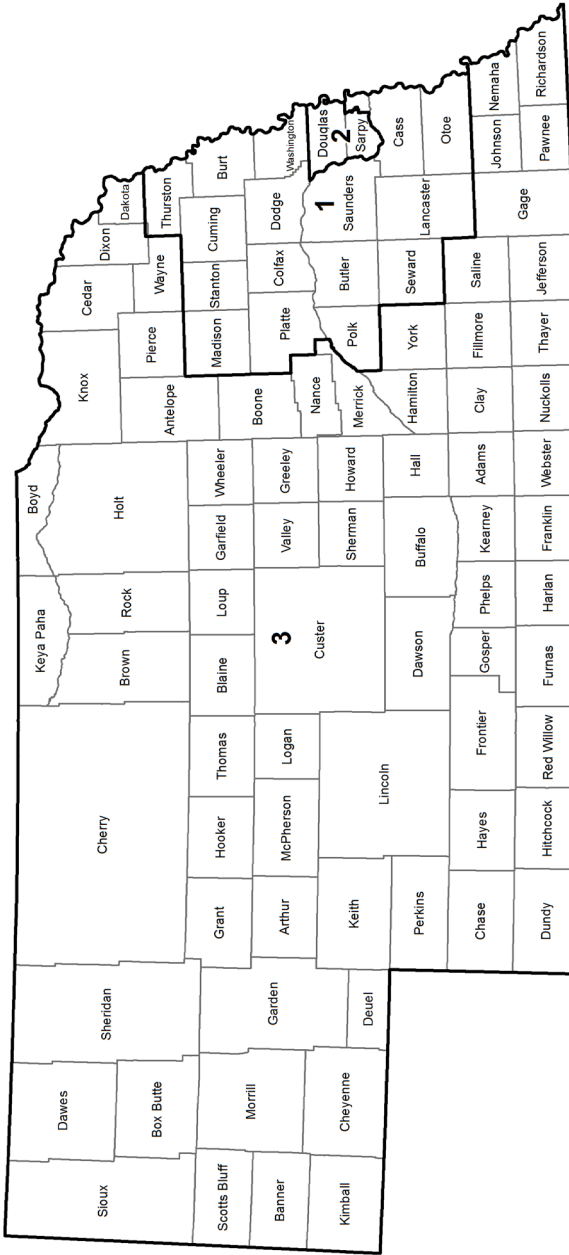 Sioux
Dawes
Box Butte
Sheridan
Cherry
Keya Paha
Boyd
Brown
Rock
Holt
Knox
Cedar
Dixon
Dakota
Antelope
Pierce
Wayne
Thurston
Scotts Bluff
Banner
Kimball
Morrill
Cheyenne
Garden
Deuel
Grant
Hooker
Thomas
Blaine
Loup
Garfield
Wheeler
Boone
Madison
Stanton
Cuming
Burt
Arthur
McPherson
Logan
3
Custer
Valley
Greeley
Nance
Platte
Colfax
Dodge
Washington
Keith
Lincoln
Sherman
Howard
Merrick
Polk
Butler
1
Saunders
Douglas
2
Sarpy
Perkins
Dawson
Buffalo
Hall
Hamilton
York
Seward
Lancaster
Cass
Otoe
Chase
Hayes
Frontier
Gosper
Phelps
Kearney
Adams
Clay
Fillmore
Saline
Gage
Johnson
Nemaha
Dundy
Hitchcock
Red Willow
Furnas
Harlan
Franklin
Webster
Nuckolls
Thayer
Jefferson
Pawnee
Richardson